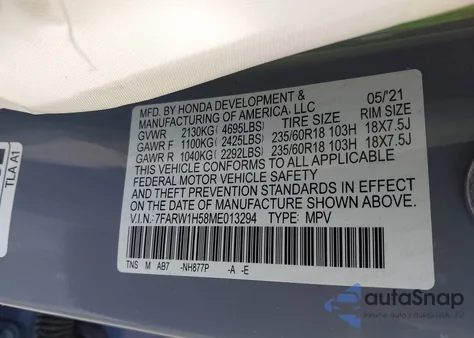 MFD. BY HONDA DEVELOPMENT & 05/'21
MANUFACTURING OF AMERICA, LLC
GVWR 2130KG( 4695LBS) TIRE SIZE RIM SIZE
GAWR F 1100KG( 2425LBS) 235/60R18 103H 18X7.5J
GAWR R 1040KG( 2292LBS) 235/60R18 103H 18X7.5J
THIS VEHICLE CONFORMS TO ALL APPLICABLE
FEDERAL MOTOR VEHICLE SAFETY
AND THEFT PREVENTION STANDARDS IN EFFECT
ON THE DATE OF MANUFACTURE SHOWN ABOVE.
V.I.N.: 7FARW1H58ME013294 TYPE: MPV
TNS M AB7 -NH877P -A -E
TLA A1
autoSnap